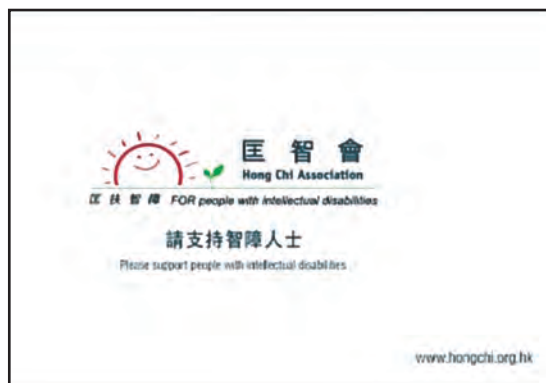 匡智會
Hong Chi Association
匡扶智障 FOR people with intellectual disabilities
請支持智障人士
Please support people with intellectual disabilities
www.hongchi.org.hk